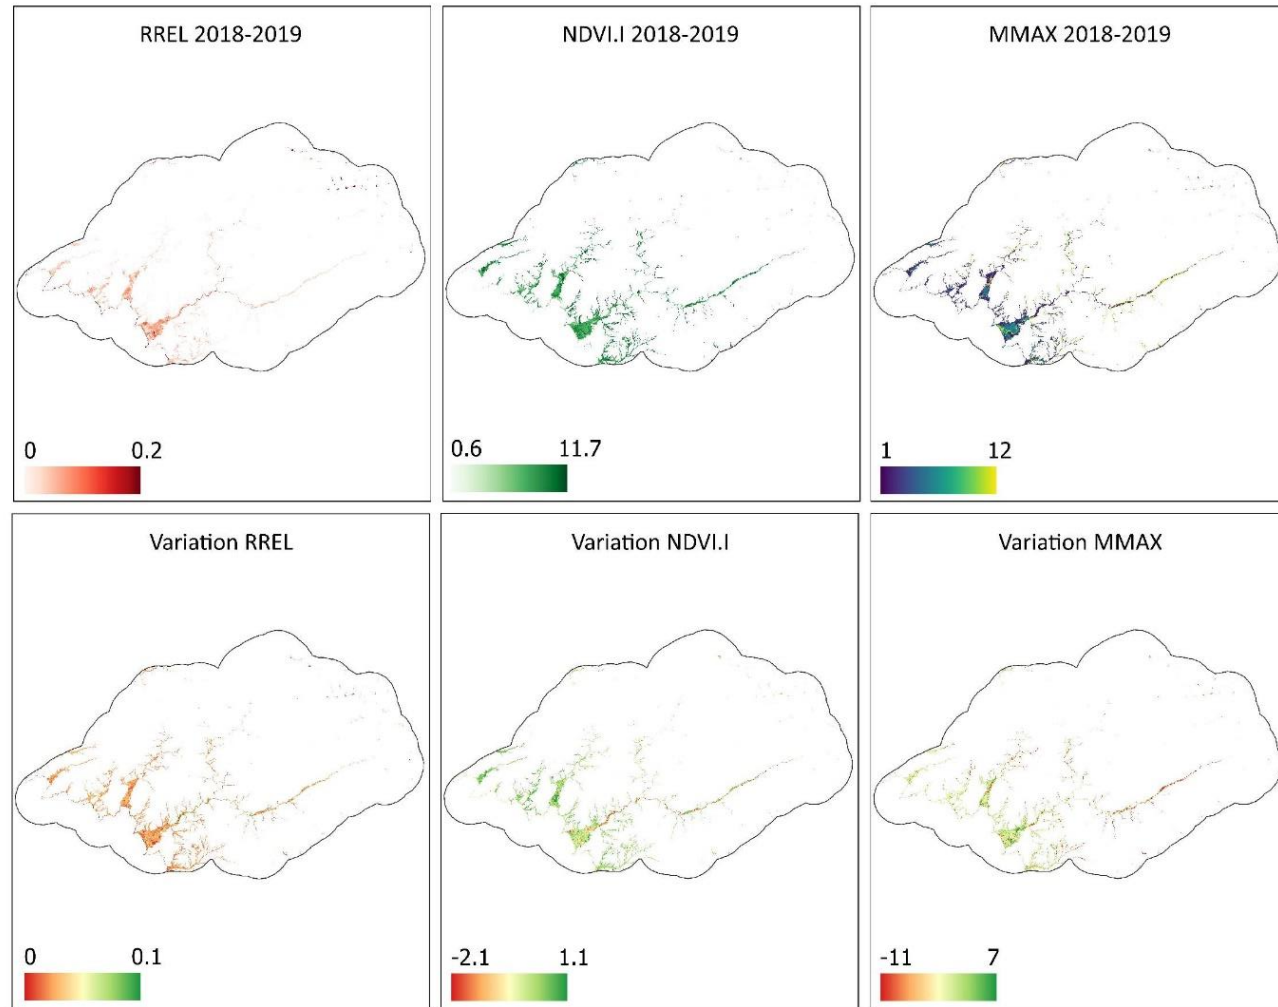 RREL 2018-2019
NDVI.I 2018-2019
MMAX 2018-2019
0 0.2
0.6 11.7
1 12
Variation RREL
Variation NDVI.I
Variation MMAX
0 0.1
-2.1 1.1
-11 7